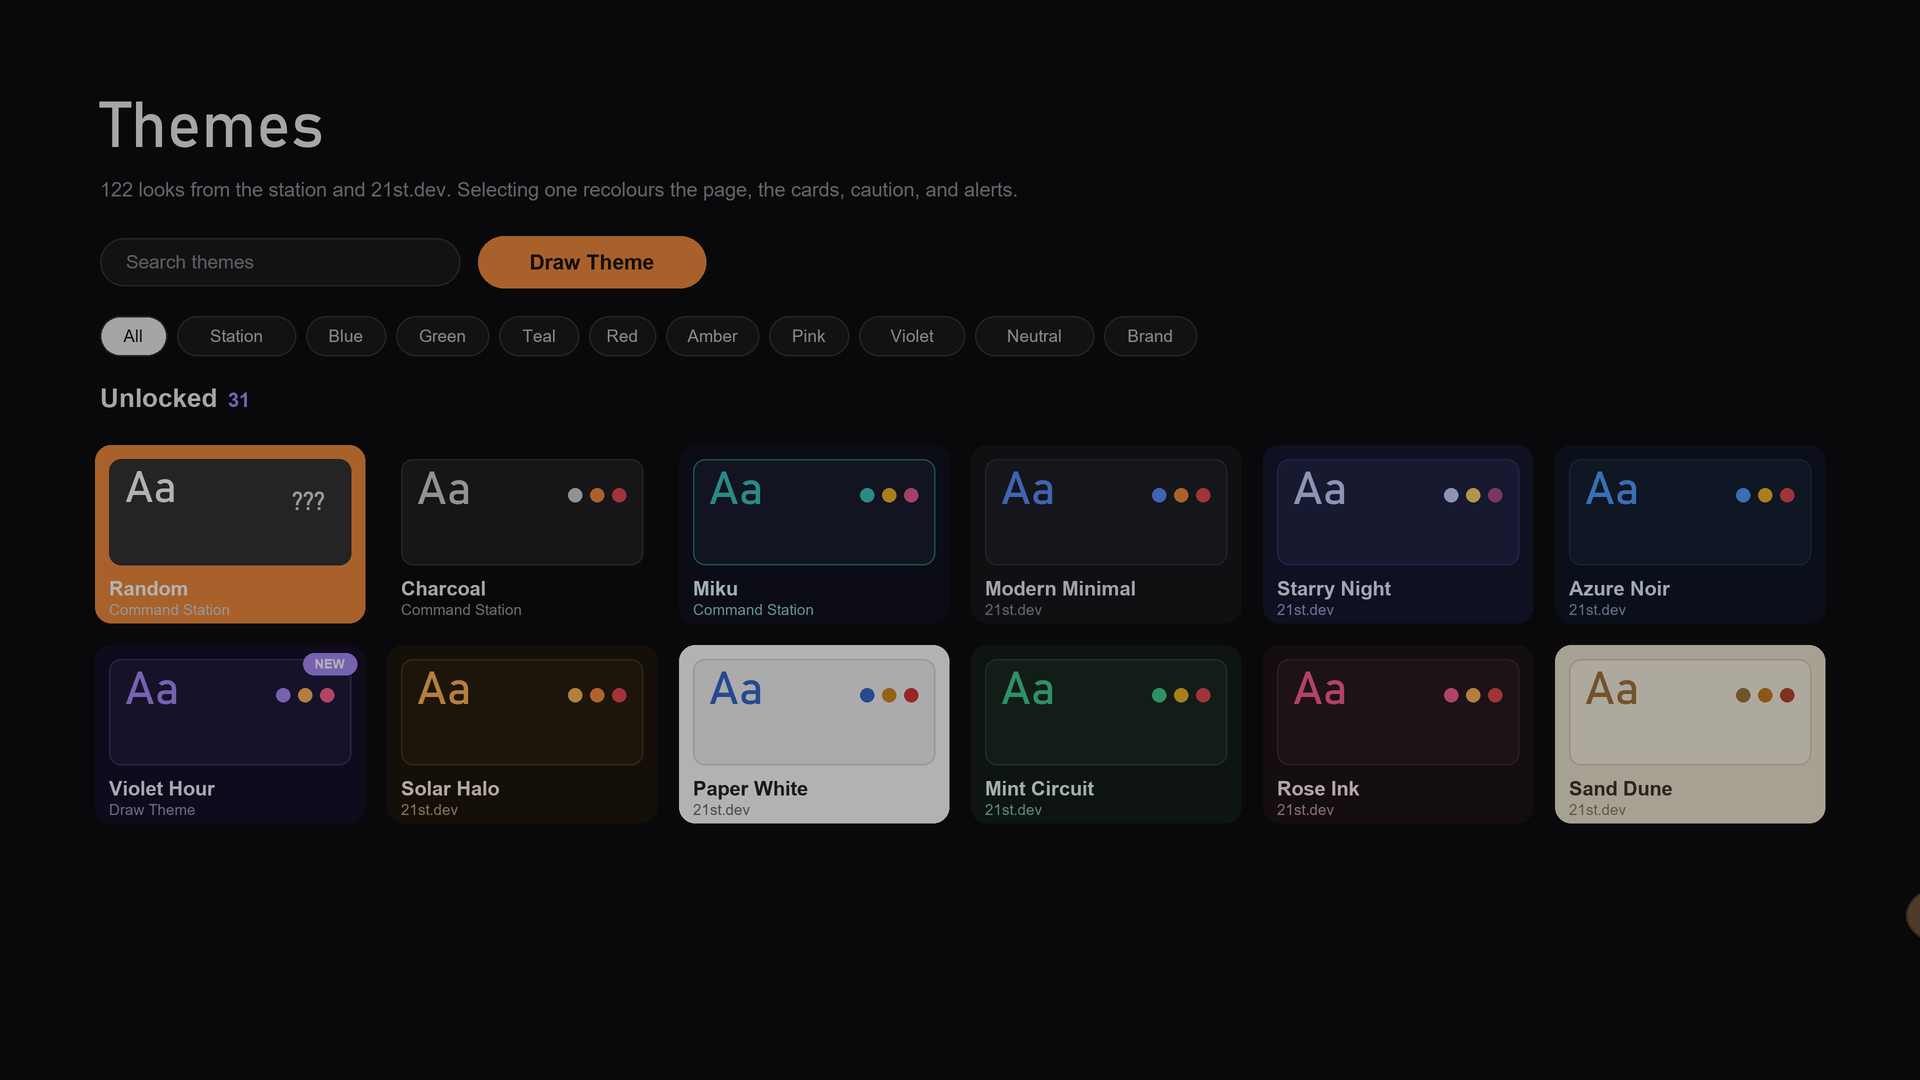 Themes
122 looks from the station and 21st.dev. Selecting one recolours the page, the cards, caution, and alerts.
Search themes
Draw Theme
All Station Blue Green Teal Red Amber Pink Violet Neutral Brand
Unlocked 31
Aa ???
Random
Command Station
Aa
Charcoal
Command Station
Aa
Miku
Command Station
Aa
Modern Minimal
21st.dev
Aa
Starry Night
21st.dev
Aa
Azure Noir
21st.dev
NEW
Aa
Violet Hour
Draw Theme
Aa
Solar Halo
21st.dev
Aa
Paper White
21st.dev
Aa
Mint Circuit
21st.dev
Aa
Rose Ink
21st.dev
Aa
Sand Dune
21st.dev